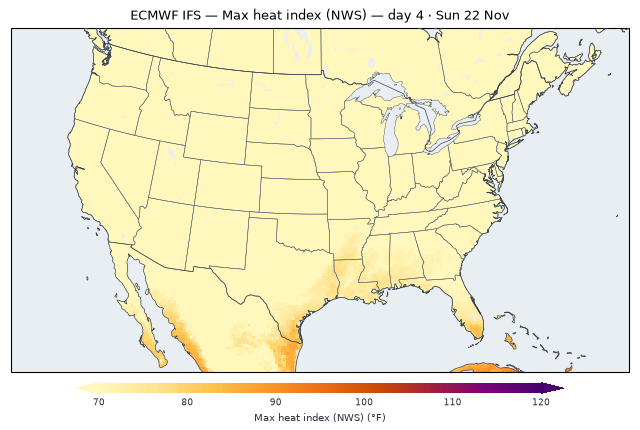 ECMWF IFS — Max heat index (NWS) — day 4 · Sun 22 Nov
70 80 90 100 110 120
Max heat index (NWS) (°F)